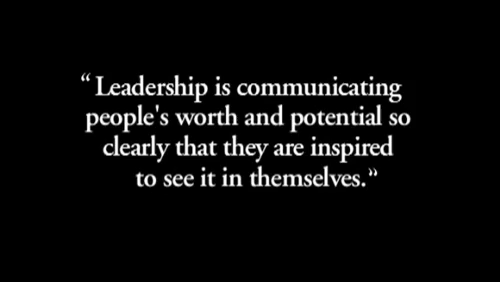 “Leadership is communicating
people's worth and potential so
clearly that they are inspired
to see it in themselves.”